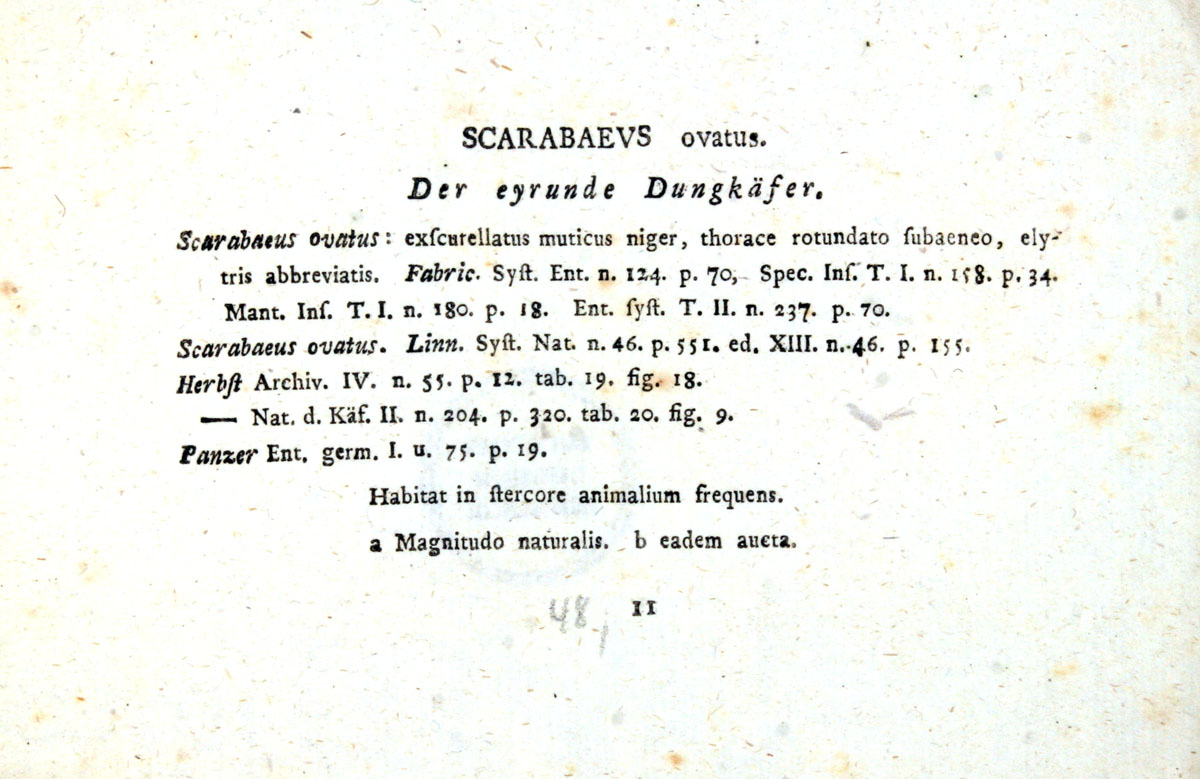 SCARABAEVS ovatus.
Der eyrunde Dungkäfer.
Scarabaeus ovatus: exſcutellatus muticus niger, thorace rotundato ſubaeneo, ely-
tris abbreviatis. Fabric. Syſt. Ent. n. 124. p. 70, Spec. Inſ. T. I. n. 158. p. 34.
Mant. Inſ. T. I. n. 180. p. 18. Ent. ſyſt. T. II. n. 237. p. 70.
Scarabaeus ovatus. Linn. Syſt. Nat. n. 46. p. 551. ed. XIII. n. 46. p. 155.
Herbſt Archiv. IV. n. 55. p. 12. tab. 19. fig. 18.
— Nat. d. Käf. II. n. 204. p. 320. tab. 20. fig. 9.
Panzer Ent. germ. I. u. 75. p. 19.
Habitat in ſtercore animalium frequens.
a Magnitudo naturalis. b eadem aucta.
48, 11